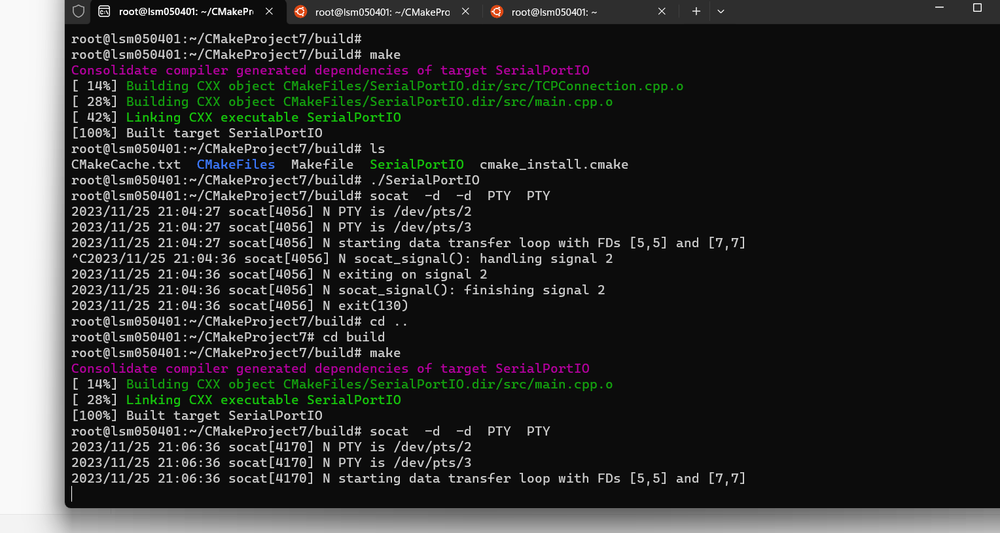 root@lsm050401: ~/CMakePr
root@lsm050401: ~/CMakePro
root@lsm050401: ~
root@lsm050401:~/CMakeProject7/build#
root@lsm050401:~/CMakeProject7/build# make
Consolidate compiler generated dependencies of target SerialPortIO
[ 14%] Building CXX object CMakeFiles/SerialPortIO.dir/src/TCPConnection.cpp.o
[ 28%] Building CXX object CMakeFiles/SerialPortIO.dir/src/main.cpp.o
[ 42%] Linking CXX executable SerialPortIO
[100%] Built target SerialPortIO
root@lsm050401:~/CMakeProject7/build# ls
CMakeCache.txt  CMakeFiles  Makefile  SerialPortIO  cmake_install.cmake
root@lsm050401:~/CMakeProject7/build# ./SerialPortIO
root@lsm050401:~/CMakeProject7/build# socat  -d  -d  PTY  PTY
2023/11/25 21:04:27 socat[4056] N PTY is /dev/pts/2
2023/11/25 21:04:27 socat[4056] N PTY is /dev/pts/3
2023/11/25 21:04:27 socat[4056] N starting data transfer loop with FDs [5,5] and [7,7]
^C2023/11/25 21:04:36 socat[4056] N socat_signal(): handling signal 2
2023/11/25 21:04:36 socat[4056] N exiting on signal 2
2023/11/25 21:04:36 socat[4056] N socat_signal(): finishing signal 2
2023/11/25 21:04:36 socat[4056] N exit(130)
root@lsm050401:~/CMakeProject7/build# cd ..
root@lsm050401:~/CMakeProject7# cd build
root@lsm050401:~/CMakeProject7/build# make
Consolidate compiler generated dependencies of target SerialPortIO
[ 14%] Building CXX object CMakeFiles/SerialPortIO.dir/src/main.cpp.o
[ 28%] Linking CXX executable SerialPortIO
[100%] Built target SerialPortIO
root@lsm050401:~/CMakeProject7/build# socat  -d  -d  PTY  PTY
2023/11/25 21:06:36 socat[4170] N PTY is /dev/pts/2
2023/11/25 21:06:36 socat[4170] N PTY is /dev/pts/3
2023/11/25 21:06:36 socat[4170] N starting data transfer loop with FDs [5,5] and [7,7]